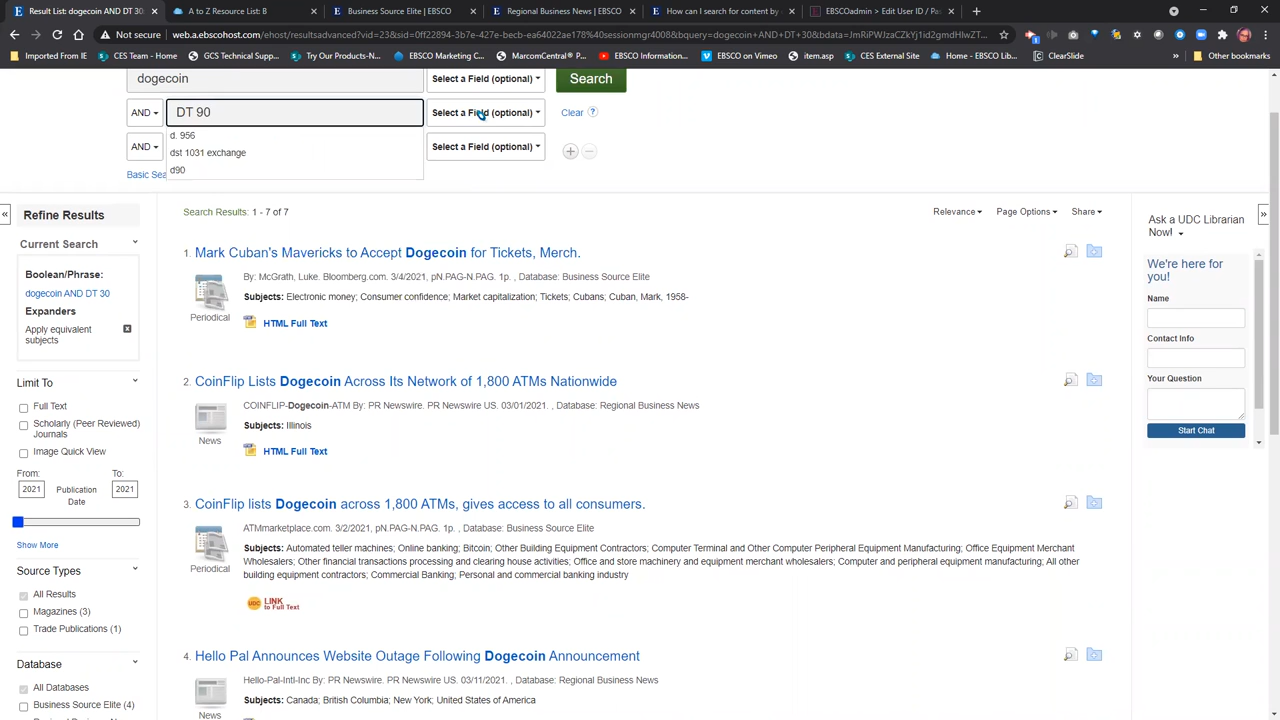 Result List: dogecoin AND DT 30:
A to Z Resource List: B
Business Source Elite | EBSCO
Regional Business News | EBSCO
How can I search for content by
EBSCOadmin > Edit User ID / Pa
Not secure
web.a.ebscohost.com/ehost/resultsadvanced?vid=23&sid=0ff22894-3b7e-427e-becb-ea64022ae178%40sessionmgr4008&bquery=dogecoin+AND+DT+30&bdata=JmRiPWJzaCZkYj1id2gmdHlwZT...
Imported From IE
CES Team - Home
GCS Technical Supp...
Try Our Products-N...
EBSCO Marketing C...
MarcomCentral® P...
EBSCO - YouTube
EBSCO Information...
item.asp
CES External Site
Home - EBSCO Libr...
ClearSlide
Other bookmarks
dogecoin
Select a Field (optional)
Search
AND
DT 90
Select a Field (optional)
Clear
d. 956
AND
dst 1031 exchange
Select a Field (optional)
d90
Basic Sea
Refine Results
Current Search
Boolean/Phrase:
dogecoin AND DT 30
Expanders
Apply equivalent
subjects
Limit To
Full Text
Scholarly (Peer Reviewed)
Journals
Image Quick View
From:
To:
2021
Publication
Date
2021
Show More
Source Types
All Results
Magazines (3)
Trade Publications (1)
Database
All Databases
Business Source Elite (4)
Search Results: 1 - 7 of 7
Relevance
Page Options
Share
1. Mark Cuban's Mavericks to Accept Dogecoin for Tickets, Merch.
By: McGrath, Luke. Bloomberg.com. 3/4/2021, pN.PAG-N.PAG. 1p. , Database: Business Source Elite
Subjects: Electronic money; Consumer confidence; Market capitalization; Tickets; Cubans; Cuban, Mark, 1958-
Periodical
HTML Full Text
2. CoinFlip Lists Dogecoin Across Its Network of 1,800 ATMs Nationwide
COINFLIP-Dogecoin-ATM By: PR Newswire. PR Newswire US. 03/01/2021. , Database: Regional Business News
Subjects: Illinois
News
HTML Full Text
3. CoinFlip lists Dogecoin across 1,800 ATMs, gives access to all consumers.
ATMmarketplace.com. 3/2/2021, pN.PAG-N.PAG. 1p. , Database: Business Source Elite
Subjects: Automated teller machines; Online banking; Bitcoin; Other Building Equipment Contractors; Computer Terminal and Other Computer Peripheral Equipment Manufacturing; Office Equipment Merchant
Wholesalers; Other financial transactions processing and clearing house activities; Office and store machinery and equipment merchant wholesalers; Computer and peripheral equipment manufacturing; All other
building equipment contractors; Commercial Banking; Personal and commercial banking industry
Periodical
UDC LINK
to Full Text
4. Hello Pal Announces Website Outage Following Dogecoin Announcement
Hello-Pal-Intl-Inc By: PR Newswire. PR Newswire US. 03/11/2021. , Database: Regional Business News
Subjects: Canada; British Columbia; New York; United States of America
News
Ask a UDC Librarian
Now!
We're here for
you!
Name
Contact Info
Your Question
Start Chat